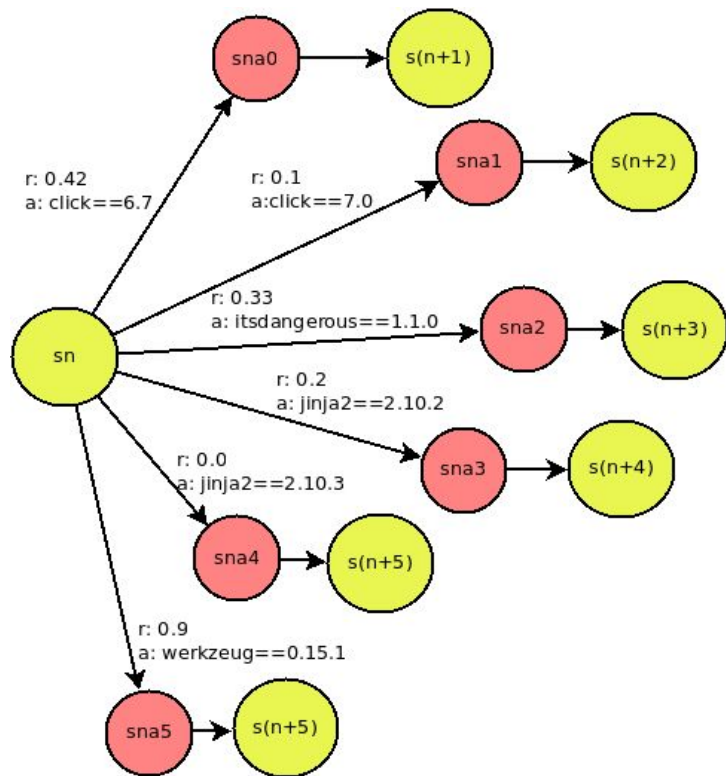 sna0
s(n+1)
r: 0.42
a: click==6.7
r: 0.1
a:click==7.0
sna1
s(n+2)
sn
r: 0.33
a: itsdangerous==1.1.0
sna2
s(n+3)
r: 0.2
a: jinja2==2.10.2
sna3
s(n+4)
r: 0.0
a: jinja2==2.10.3
sna4
s(n+5)
r: 0.9
a: werkzeug==0.15.1
sna5
s(n+5)